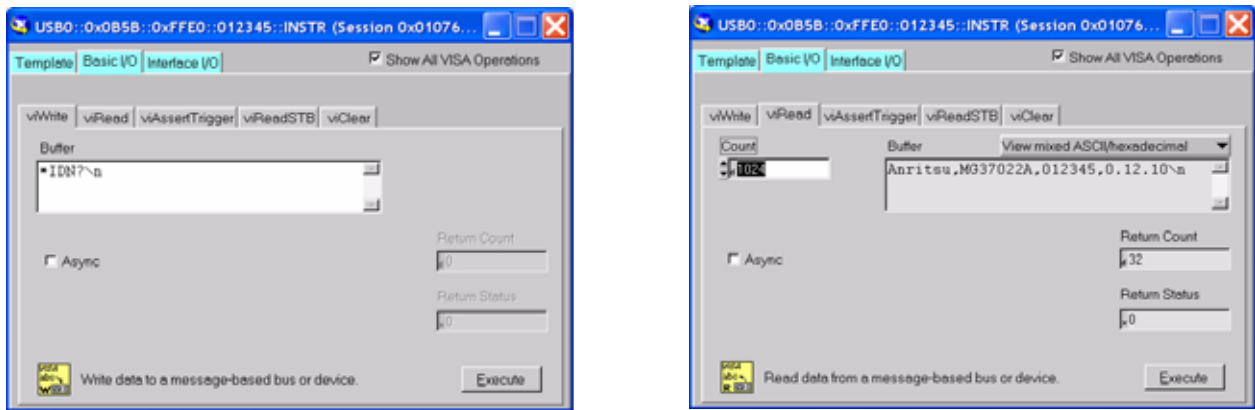 USB0::0x0B5B::0xFFE0::012345::INSTR (Session 0x01076...
Template Basic I/O Interface I/O
Show All VISA Operations
viWrite viRead viAssertTrigger viReadSTB viClear
Buffer
*IDN?\n
Return Count
0
Async
Return Status
0
Write data to a message-based bus or device.
Execute
USB0::0x0B5B::0xFFE0::012345::INSTR (Session 0x01076...
Template Basic I/O Interface I/O
Show All VISA Operations
viWrite viRead viAssertTrigger viReadSTB viClear
Count
1024
Buffer
View mixed ASCII/hexadecimal
Anritsu,MG37022A,012345,0.12.10\n
Return Count
32
Async
Return Status
0
Read data from a message-based bus or device.
Execute